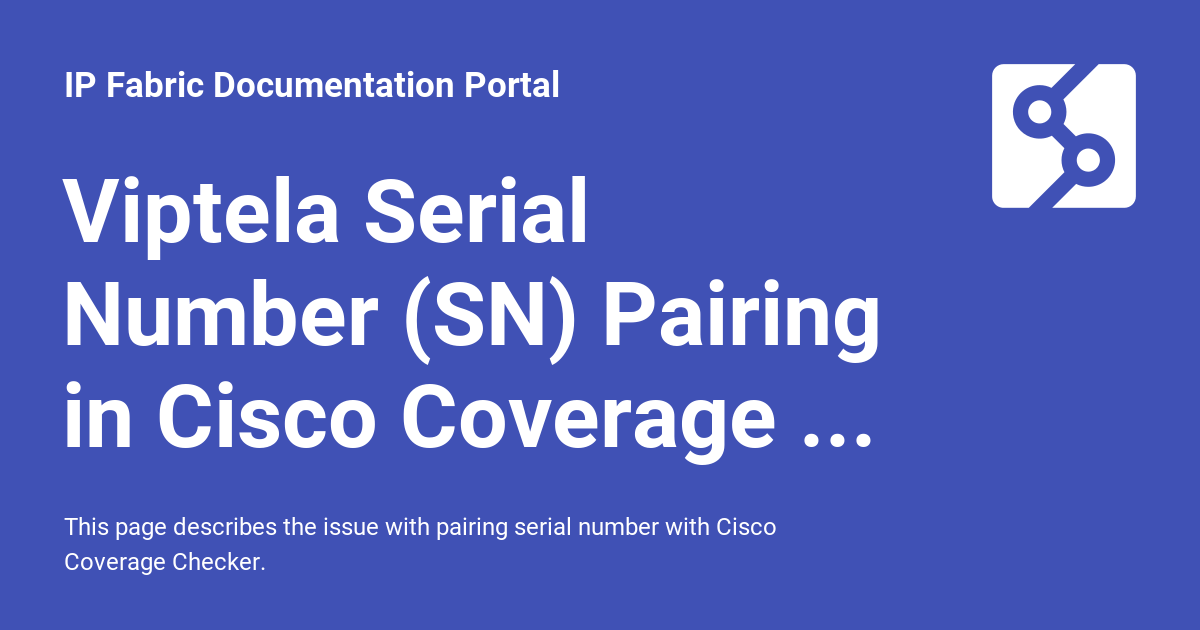 IP Fabric Documentation Portal
Viptela Serial
Number (SN) Pairing
in Cisco Coverage ...
This page describes the issue with pairing serial number with Cisco
Coverage Checker.